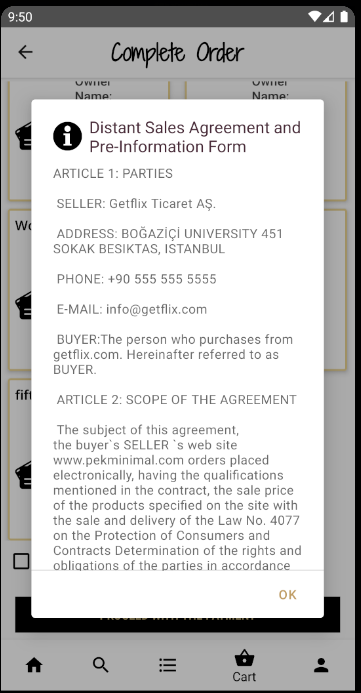 9:50
Complete Order
Owner
Name:
Owner
Name:
Distant Sales Agreement and
Pre-Information Form
ARTICLE 1: PARTIES
SELLER: Getflix Ticaret AŞ.
ADDRESS: BOĞAZİÇİ UNIVERSITY 451
SOKAK BESIKTAS, ISTANBUL
PHONE: +90 555 555 5555
E-MAIL: info@getflix.com
BUYER:The person who purchases from
getflix.com. Hereinafter referred to as
BUYER.
ARTICLE 2: SCOPE OF THE AGREEMENT
The subject of this agreement,
the buyer`s SELLER `s web site
www.pekminimal.com orders placed
electronically, having the qualifications
mentioned in the contract, the sale price
of the products specified on the site with
the sale and delivery of the Law No. 4077
on the Protection of Consumers and
Contracts Determination of the rights and
obligations of the parties in accordance
OK
PROCEED WITH THE PAYMENT
Cart